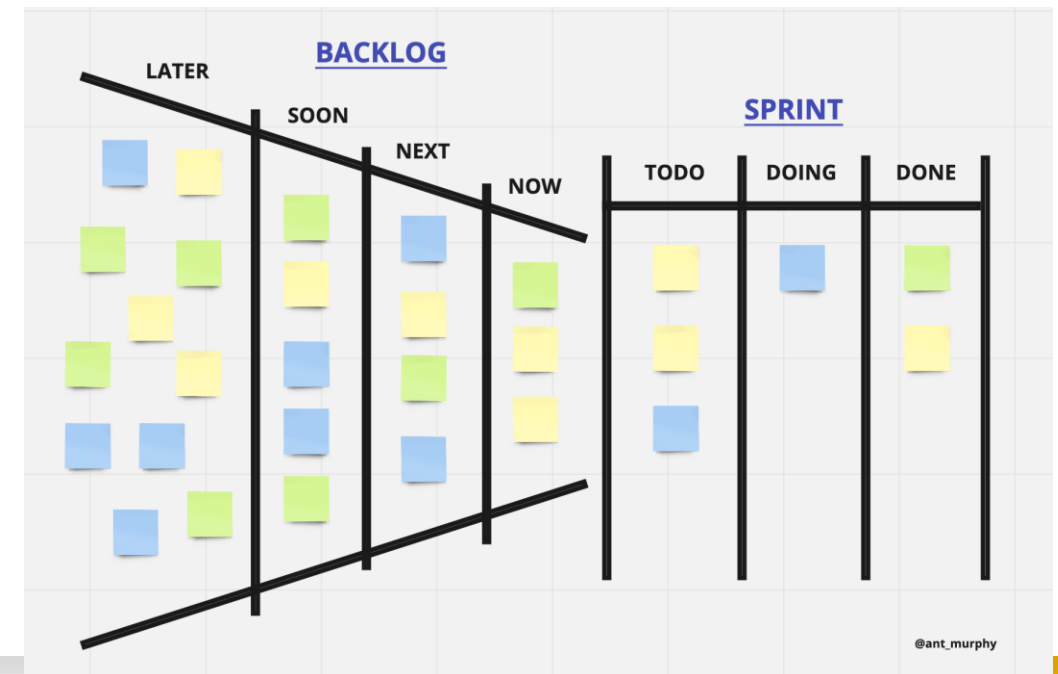 BACKLOG
LATER
SOON
NEXT
NOW
SPRINT
TODO
DOING
DONE
@ant_murphy